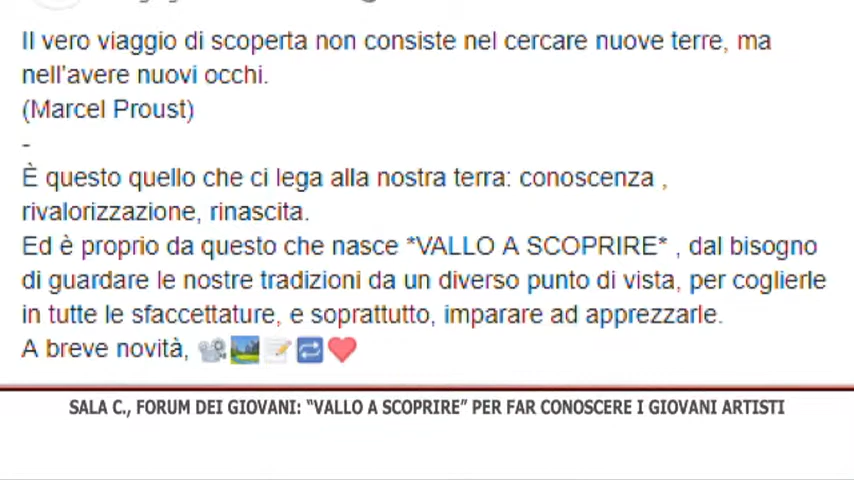 Il vero viaggio di scoperta non consiste nel cercare nuove terre, ma
nell'avere nuovi occhi.
(Marcel Proust)
-
È questo quello che ci lega alla nostra terra: conoscenza ,
rivalorizzazione, rinascita.
Ed è proprio da questo che nasce *VALLO A SCOPRIRE* , dal bisogno
di guardare le nostre tradizioni da un diverso punto di vista, per coglierle
in tutte le sfaccettature, e soprattutto, imparare ad apprezzarle.
A breve novità, 📽🏞📝🔁❤
SALA C., FORUM DEI GIOVANI: “VALLO A SCOPRIRE” PER FAR CONOSCERE I GIOVANI ARTISTI